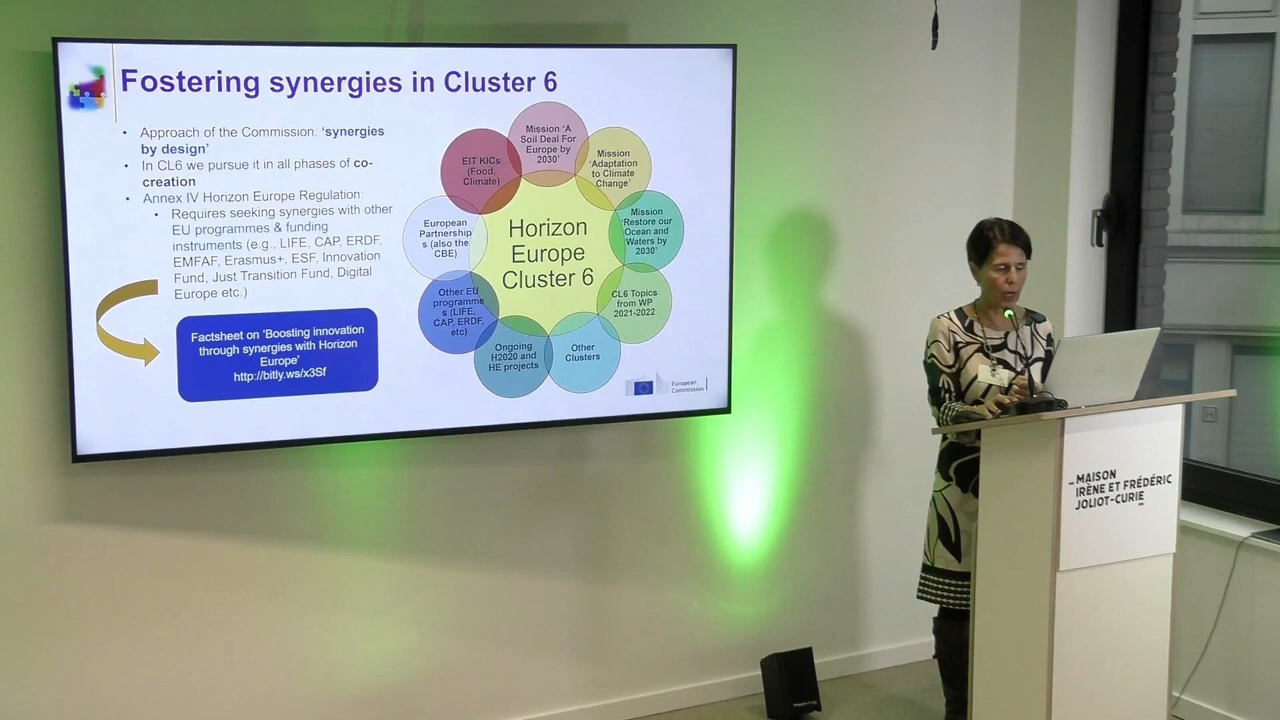 Fostering synergies in Cluster 6
• Approach of the Commission: ‘synergies
by design’
• In CL6 we pursue it in all phases of co-
creation
• Annex IV Horizon Europe Regulation:
• Requires seeking synergies with other
EU programmes & funding
instruments (e.g., LIFE, CAP, ERDF,
EMFAF, Erasmus+, ESF, Innovation
Fund, Just Transition Fund, Digital
Europe etc.)
Factsheet on ‘Boosting innovation
through synergies with Horizon
Europe’
http://bitly.ws/x3Sf
Mission ‘A
Soil Deal For
Europe by
2030’
Mission
‘Adaptation
to Climate
Change’
Mission
‘Restore our
Ocean and
Waters by
2030’
CL6 Topics
from WP
2021-2022
Other
Clusters
Ongoing
H2020 and
HE projects
Other EU
programme
s (LIFE,
CAP, ERDF,
etc)
European
Partnership
s (also the
CBE)
EIT KICs
(Food,
Climate)
Horizon
Europe
Cluster 6
European
Commission
MAISON
IRÈNE ET FRÉDÉRIC
JOLIOT-CURIE